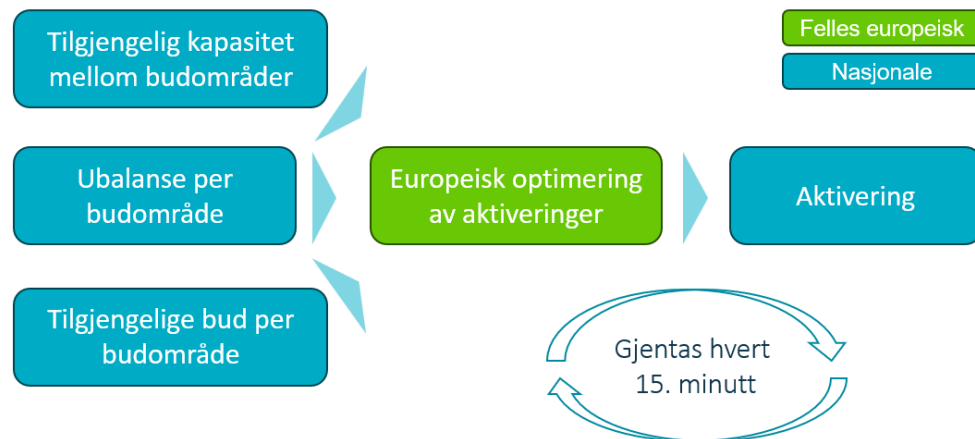 Tilgjengelig kapasitet
mellom budområder
Felles europeisk
Nasjonale
Ubalanse per
budområde
Europeisk optimering
av aktiveringer
Aktivering
Tilgjengelige bud per
budområde
Gjentas hvert
15. minutt